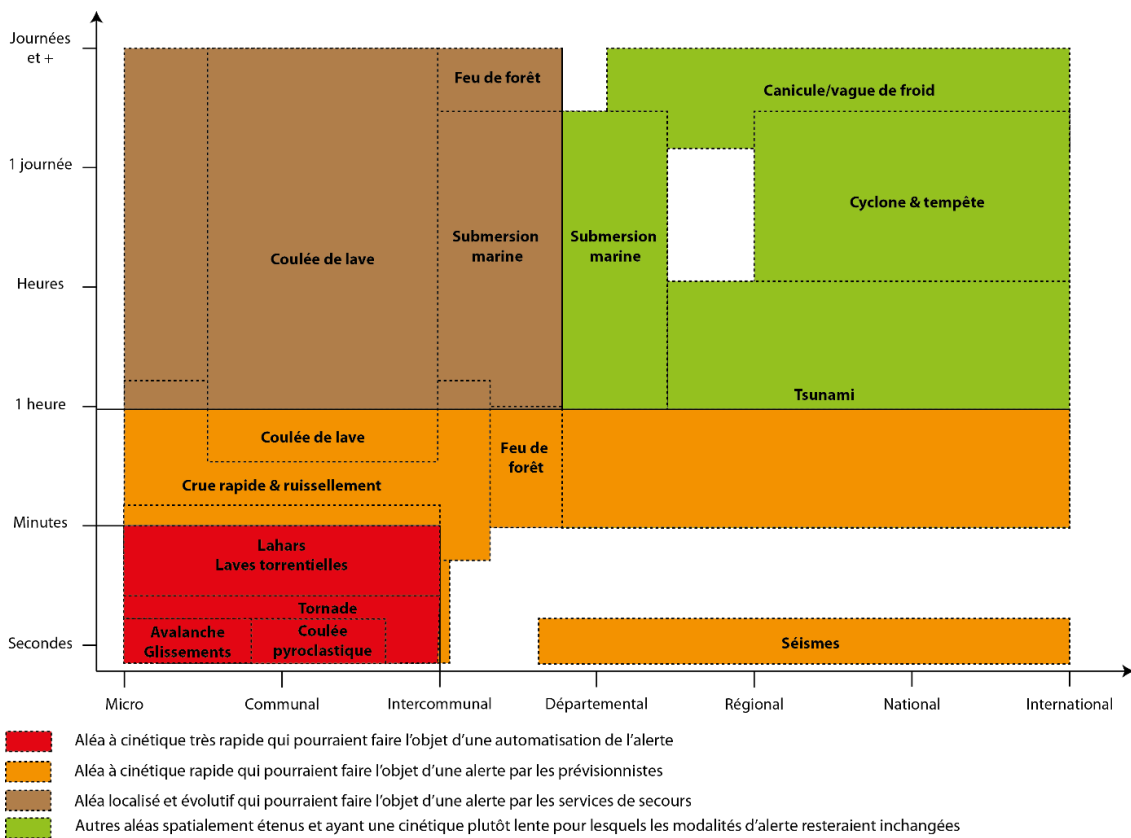 Journées
et +
Feu de forêt
Canicule/vague de froid
1 journée
Cyclone & tempête
Submersion
marine
Submersion
marine
Coulée de lave
Heures
Tsunami
1 heure
Coulée de lave
Feu de
forêt
Crue rapide & ruissellement
Minutes
Lahars
Laves torrentielles
Tornade
Avalanche
Glissements
Coulée
pyroclastique
Séismes
Secondes
Micro
Communal
Intercommunal
Départemental
Régional
National
International
Aléa à cinétique très rapide qui pourraient faire l'objet d'une automatisation de l'alerte
Aléa à cinétique rapide qui pourraient faire l'objet d'une alerte par les prévisionnistes
Aléa localisé et évolutif qui pourraient faire l'objet d'une alerte par les services de secours
Autres aléas spatialement étenus et ayant une cinétique plutôt lente pour lesquels les modalités d'alerte resteraient inchangées